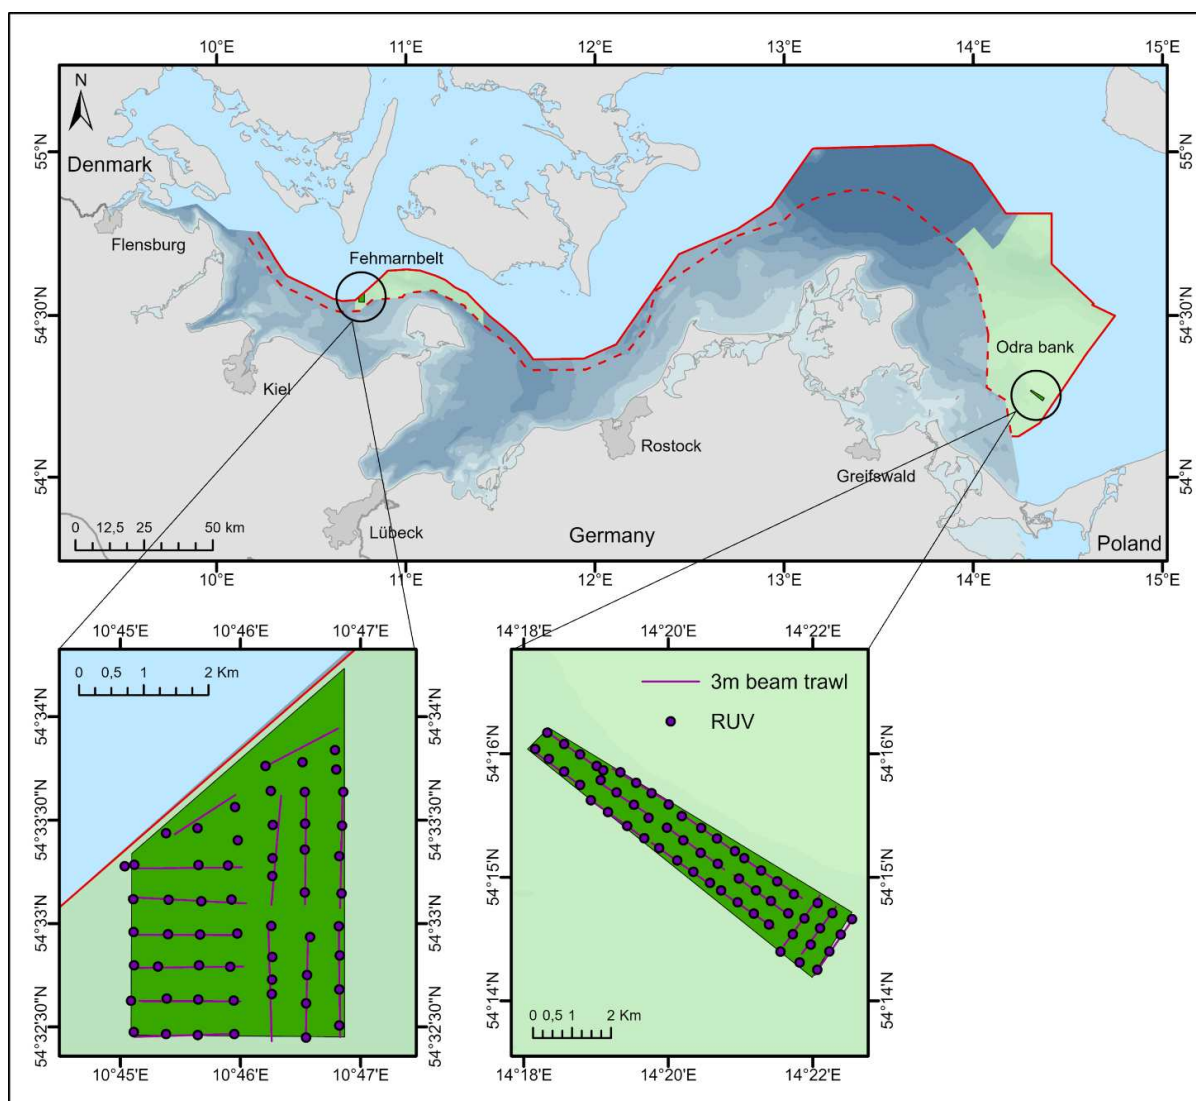 10°E 11°E 12°E 13°E 14°E 15°E
N
55°N
55°N
Denmark
Flensburg
Fehmarnbelt
54°30'N
54°30'N
Odra bank
Kiel
Rostock
Greifswald
54°N
54°N
Lübeck
0 12,5 25 50 km
Germany
Poland
10°E 11°E 12°E 13°E 14°E 15°E
10°45'E 10°46'E 10°47'E
0 0,5 1 2 Km
54°34'N
54°34'N
54°33'30"N
54°33'30"N
54°33'N
54°33'N
54°32'30"N
54°32'30"N
10°45'E 10°46'E 10°47'E
14°18'E 14°20'E 14°22'E
3m beam trawl
RUV
54°16'N
54°16'N
54°15'N
54°15'N
54°14'N
54°14'N
0 0,5 1 2 Km
14°18'E 14°20'E 14°22'E